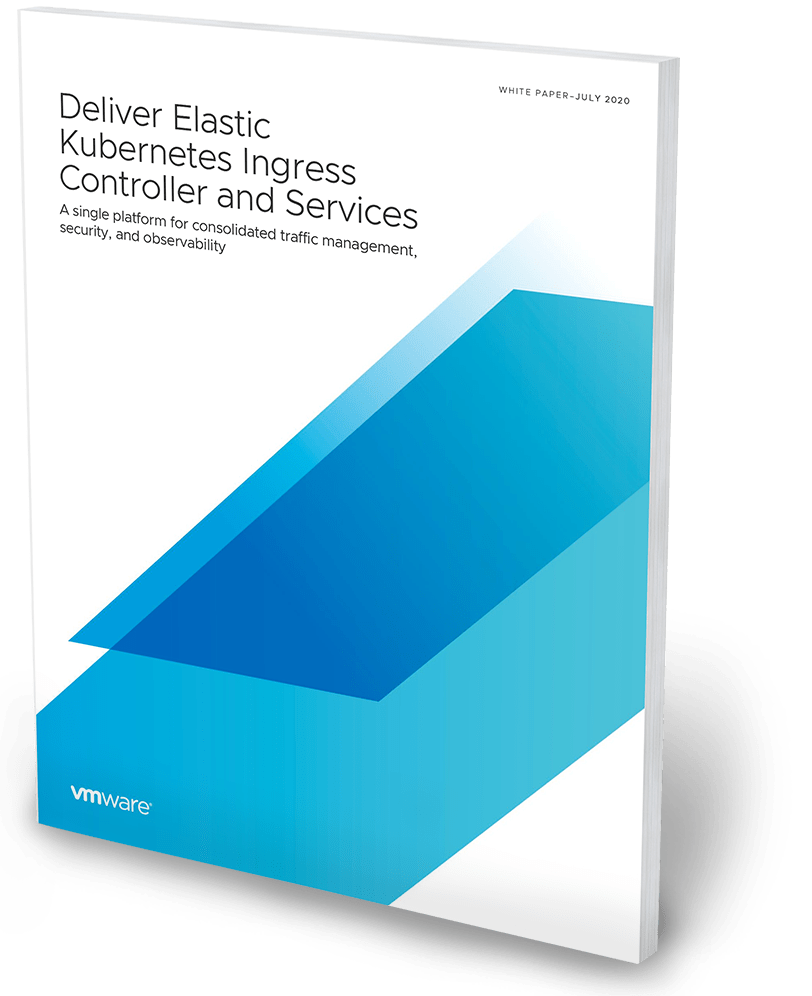 WHITE PAPER–JULY 2020
Deliver Elastic
Kubernetes Ingress
Controller and Services
A single platform for consolidated traffic management,
security, and observability
vmware®